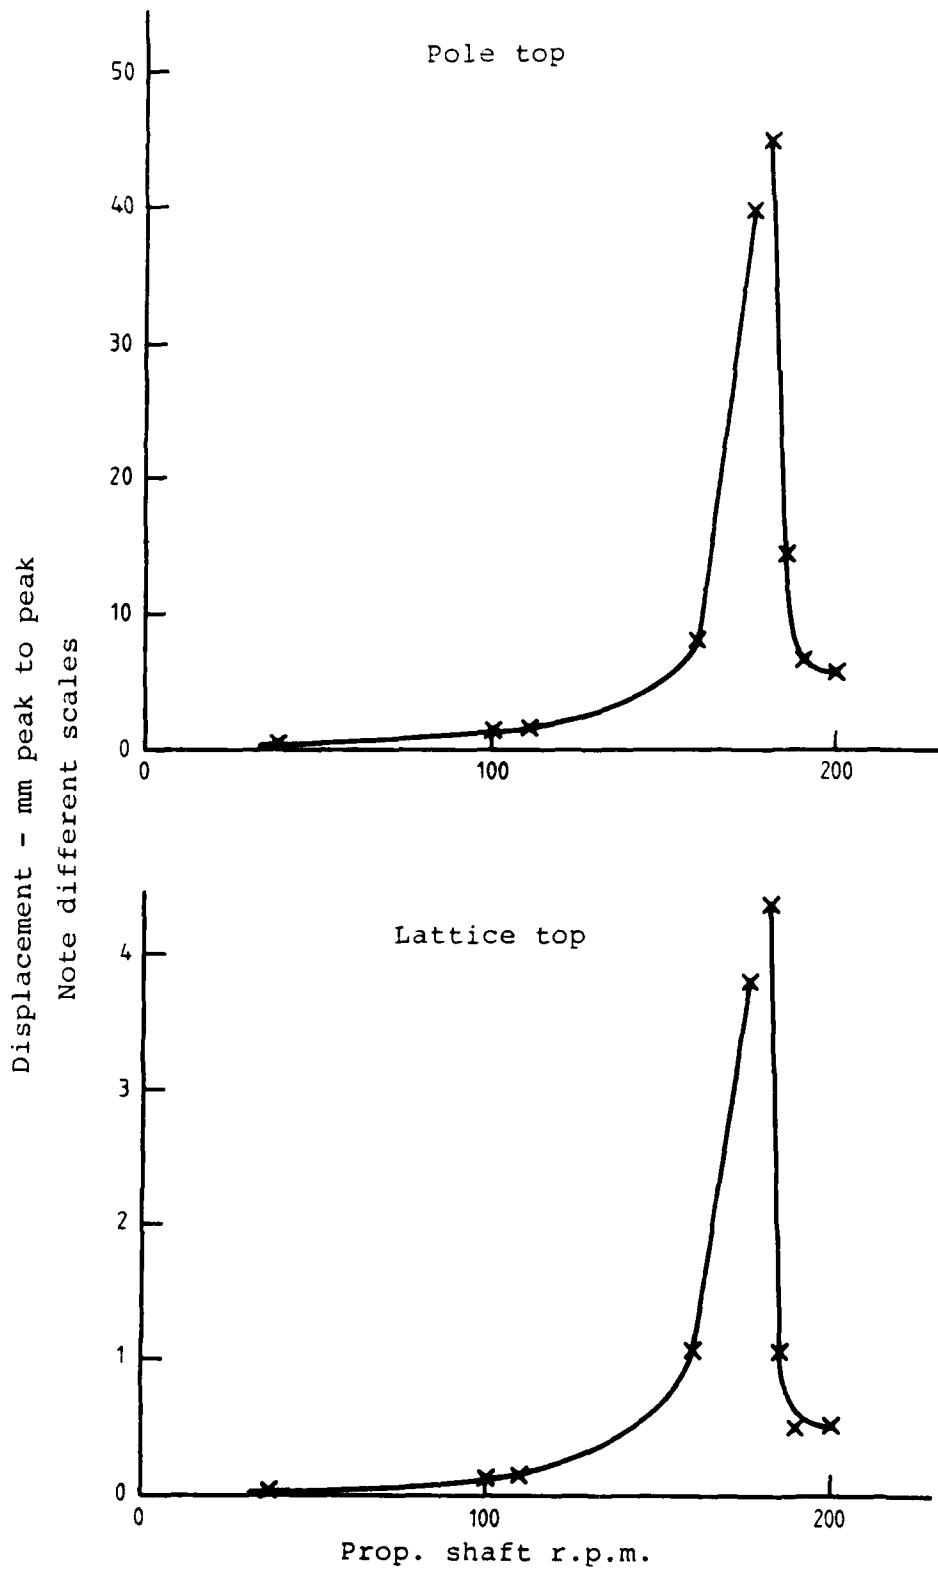 Pole top
50
40
30
20
10
0
0 100 200
Displacement - mm peak to peak
Note different scales
Lattice top
4
3
2
1
0
0 100 200
Prop. shaft r.p.m.